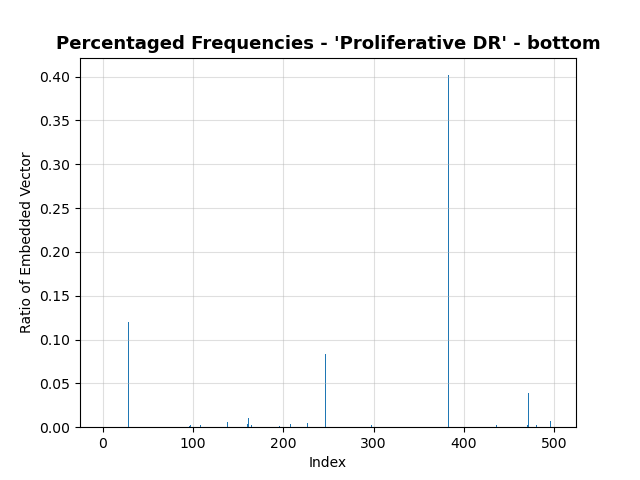 Percentaged Frequencies - 'Proliferative DR' - bottom
0.40
0.35
0.30
0.25
0.20
0.15
0.10
0.05
0.00
Ratio of Embedded Vector
0 100 200 300 400 500
Index